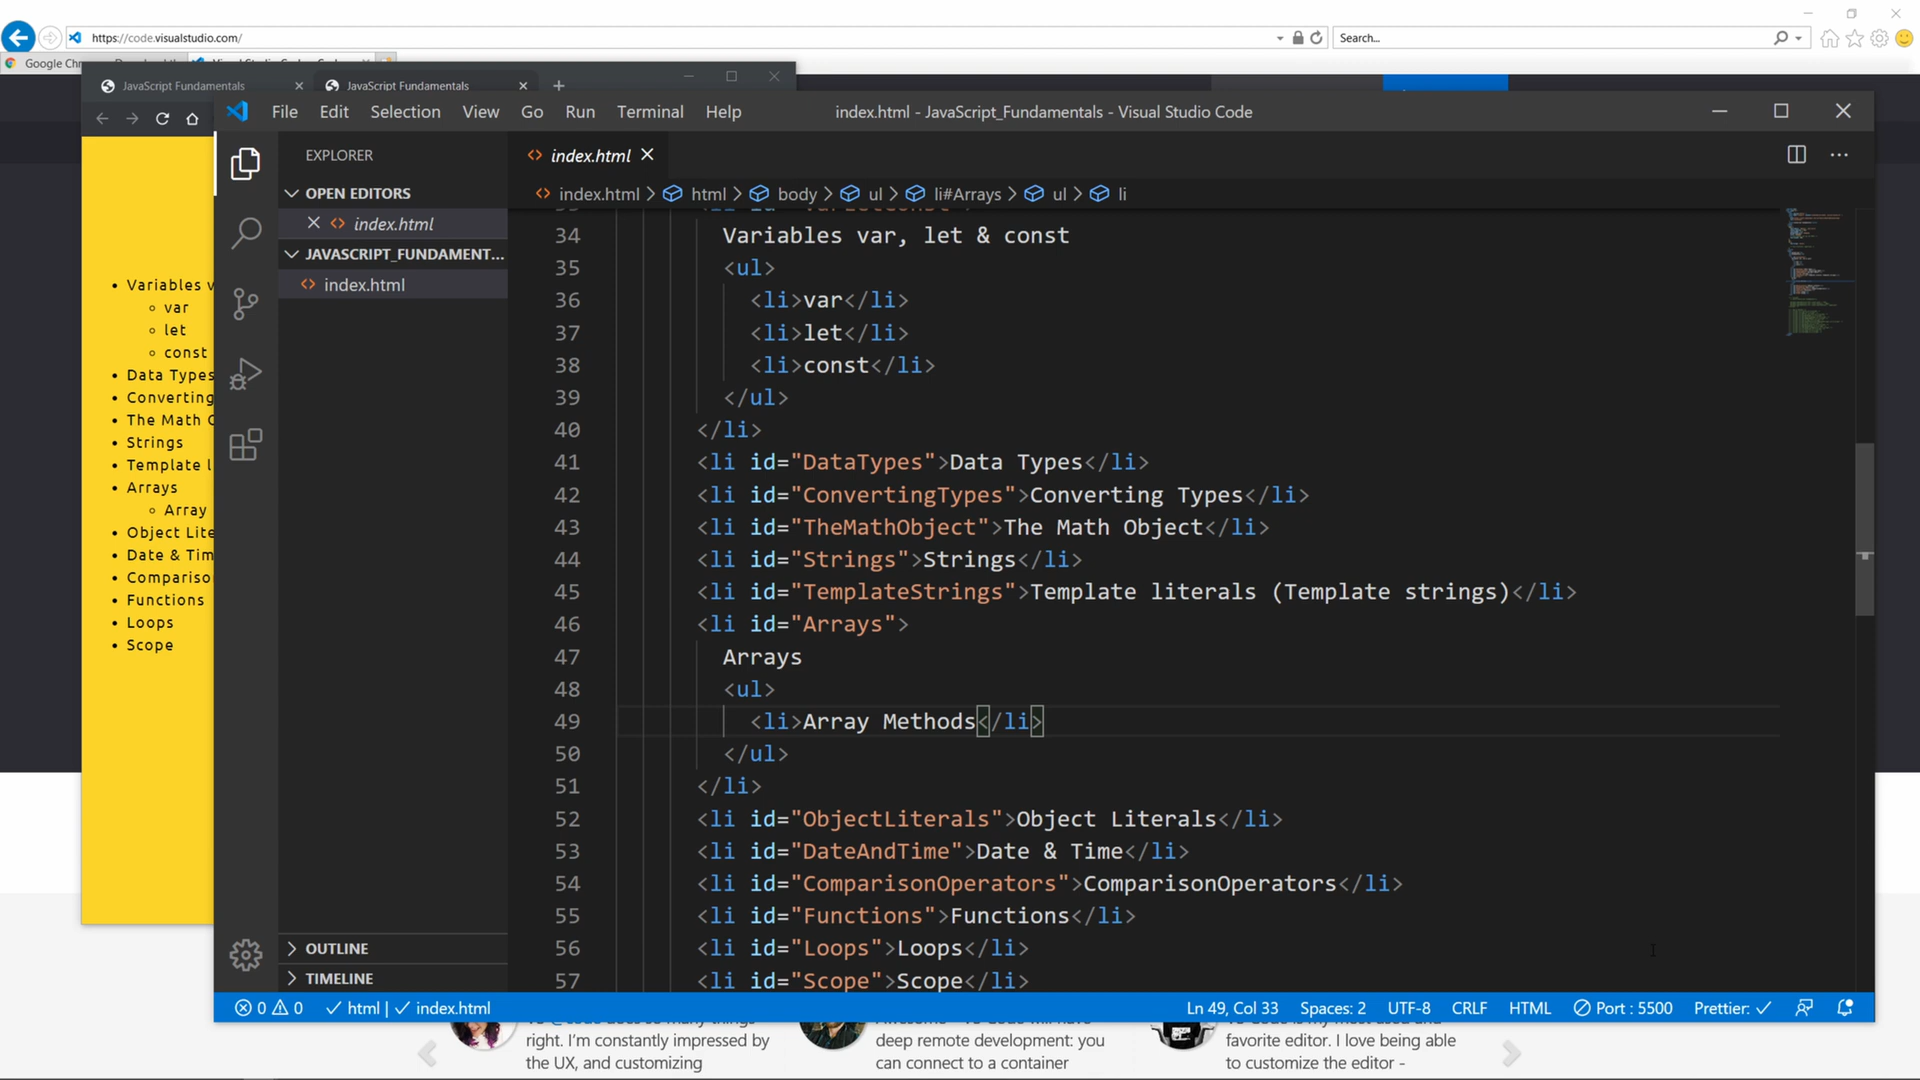 https://code.visualstudio.com/
Search...
Google Chr
JavaScript Fundamentals
JavaScript Fundamentals
File Edit Selection View Go Run Terminal Help
index.html - JavaScript_Fundamentals - Visual Studio Code
EXPLORER
OPEN EDITORS
index.html
JAVASCRIPT_FUNDAMENT...
index.html
OUTLINE
TIMELINE
index.html
index.html > html > body > ul > li#Arrays > ul > li
34 Variables var, let & const
35 <ul>
36 <li>var</li>
37 <li>let</li>
38 <li>const</li>
39 </ul>
40 </li>
41 <li id="DataTypes">Data Types</li>
42 <li id="ConvertingTypes">Converting Types</li>
43 <li id="TheMathObject">The Math Object</li>
44 <li id="Strings">Strings</li>
45 <li id="TemplateStrings">Template literals (Template strings)</li>
46 <li id="Arrays">
47 Arrays
48 <ul>
49 <li>Array Methods</li>
50 </ul>
51 </li>
52 <li id="ObjectLiterals">Object Literals</li>
53 <li id="DateAndTime">Date & Time</li>
54 <li id="ComparisonOperators">ComparisonOperators</li>
55 <li id="Functions">Functions</li>
56 <li id="Loops">Loops</li>
57 <li id="Scope">Scope</li>
Variables v
var
let
const
Data Types
Converting
The Math O
Strings
Template l
Arrays
Array
Object Lite
Date & Tim
Comparison
Functions
Loops
Scope
0 0 html | index.html
Ln 49, Col 33 Spaces: 2 UTF-8 CRLF HTML Port : 5500 Prettier:
right. I'm constantly impressed by
the UX, and customizing
deep remote development: you
can connect to a container
favorite editor. I love being able
to customize the editor -